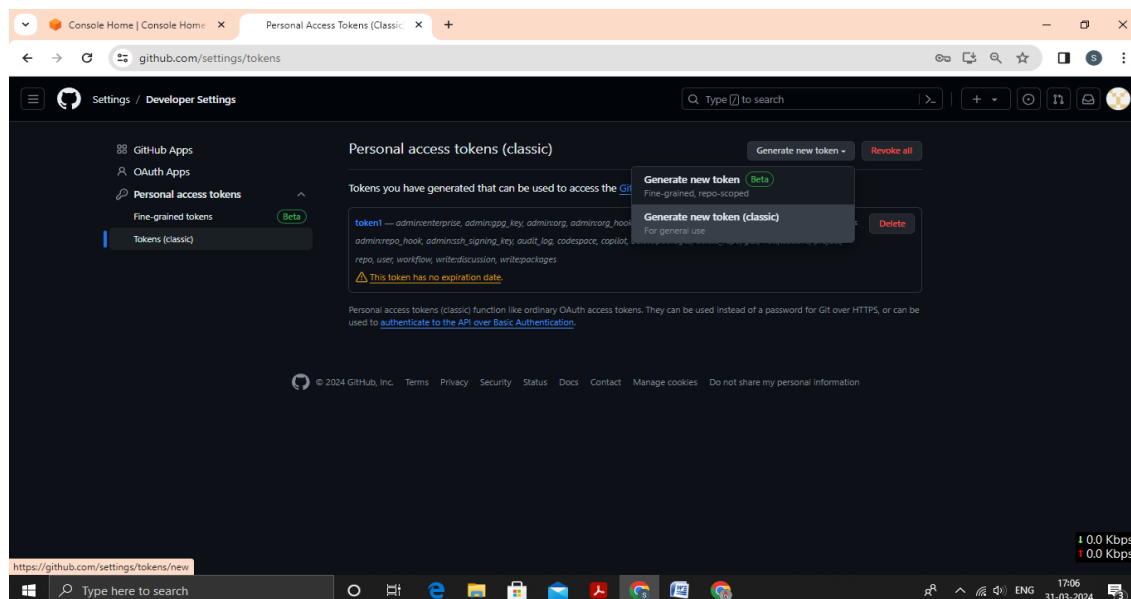 Console Home | Console Home
Personal Access Tokens (Classic)
github.com/settings/tokens
S
Settings / Developer Settings
Type / to search
GitHub Apps
OAuth Apps
Personal access tokens
Fine-grained tokens
Beta
Tokens (classic)
Personal access tokens (classic)
Generate new token
Revoke all
Generate new token Beta
Fine-grained, repo-scoped
Generate new token (classic)
For general use
Tokens you have generated that can be used to access the
token1 — admin:enterprise, admin:gpg_key, admin:org, admin:org_hook
Delete
admin:repo_hook, admin:ssh_signing_key, audit_log, codespace, copilot,
repo, user, workflow, write:discussion, write:packages
This token has no expiration date.
Personal access tokens (classic) function like ordinary OAuth access tokens. They can be used instead of a password for Git over HTTPS, or can be
used to authenticate to the API over Basic Authentication.
© 2024 GitHub, Inc. Terms Privacy Security Status Docs Contact Manage cookies Do not share my personal information
0.0 Kbps
0.0 Kbps
https://github.com/settings/tokens/new
Type here to search
ENG
17:06
31-03-2024
3